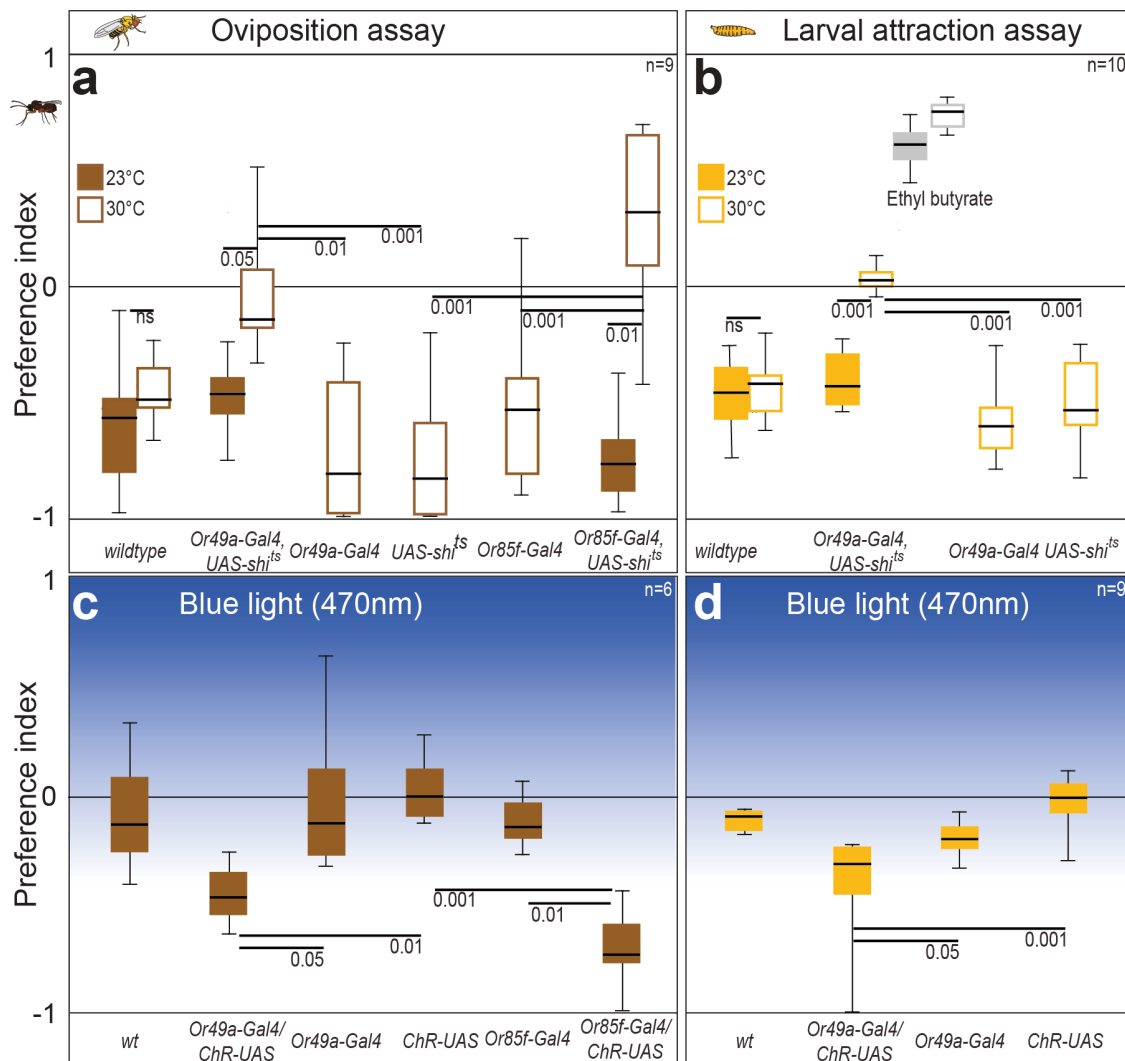 Oviposition assay
Larval attraction assay
1
a
n=9
b
n=10
23°C
30°C
23°C
30°C
Ethyl butyrate
Preference index
0.001
0.01
0.05
0
ns
0.001
0.001
0.01
ns
0.001
0.001
0.001
-1
wildtype
Or49a-Gal4,
UAS-shi^ts
Or49a-Gal4
UAS-shi^ts
Or85f-Gal4
Or85f-Gal4,
UAS-shi^ts
wildtype
Or49a-Gal4,
UAS-shi^ts
Or49a-Gal4
UAS-shi^ts
1
c
Blue light (470nm)
n=6
d
Blue light (470nm)
n=9
Preference index
0
0.001
0.01
0.01
0.05
0.001
0.05
-1
wt
Or49a-Gal4/
ChR-UAS
Or49a-Gal4
ChR-UAS
Or85f-Gal4
Or85f-Gal4/
ChR-UAS
wt
Or49a-Gal4/
ChR-UAS
Or49a-Gal4
ChR-UAS